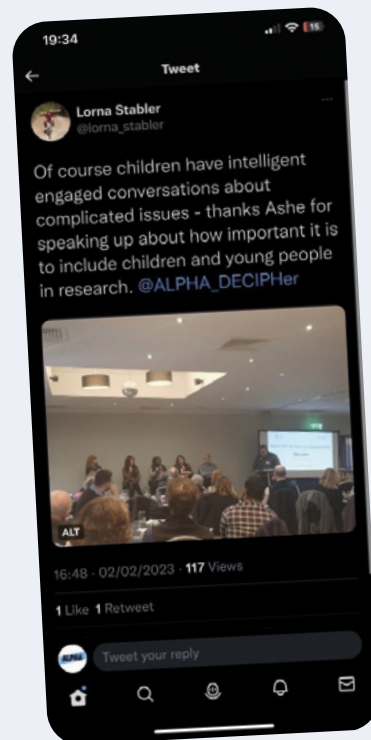 19:34
15
Tweet
Lorna Stabler
@lorna_stabler
Of course children have intelligent
engaged conversations about
complicated issues - thanks Ashe for
speaking up about how important it is
to include children and young people
in research. @ALPHA_DECIPHer
ALT
16:48 · 02/02/2023 · 117 Views
1 Like 1 Retweet
ALPHA
Tweet your reply